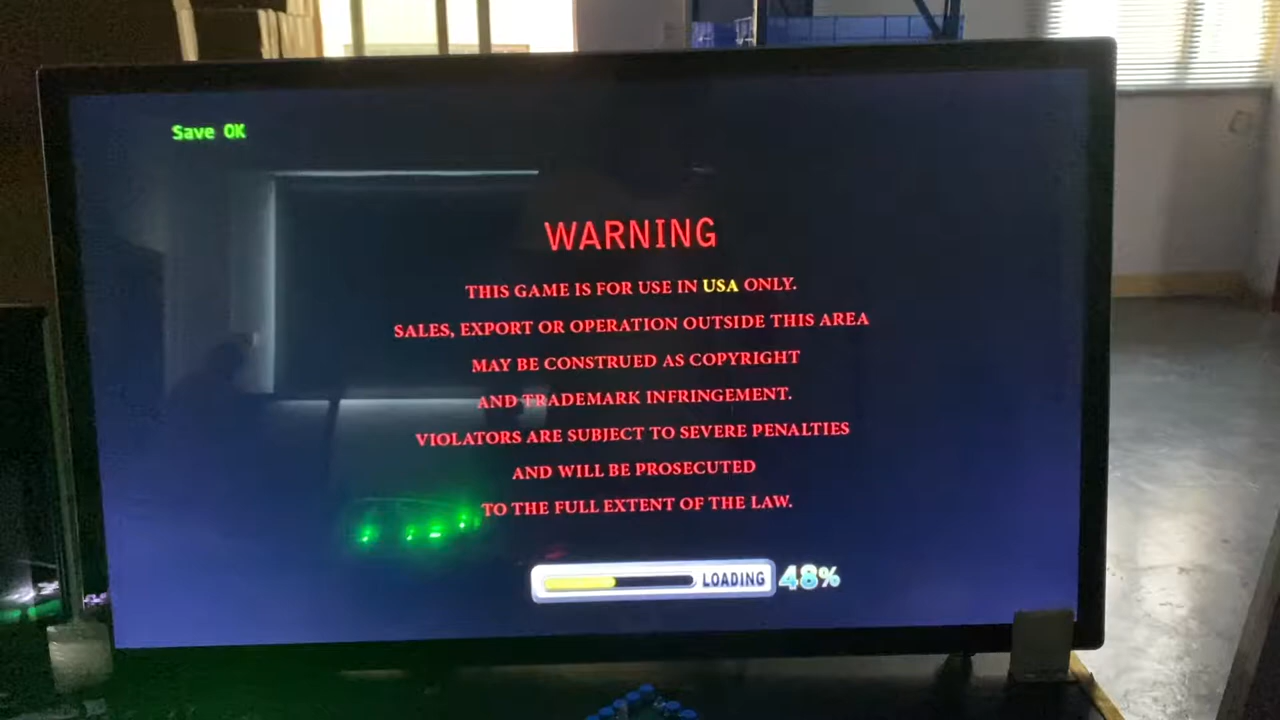 Save OK
WARNING
THIS GAME IS FOR USE IN USA ONLY.
SALES, EXPORT OR OPERATION OUTSIDE THIS AREA
MAY BE CONSTRUED AS COPYRIGHT
AND TRADEMARK INFRINGEMENT.
VIOLATORS ARE SUBJECT TO SEVERE PENALTIES
AND WILL BE PROSECUTED
TO THE FULL EXTENT OF THE LAW.
LOADING 48%